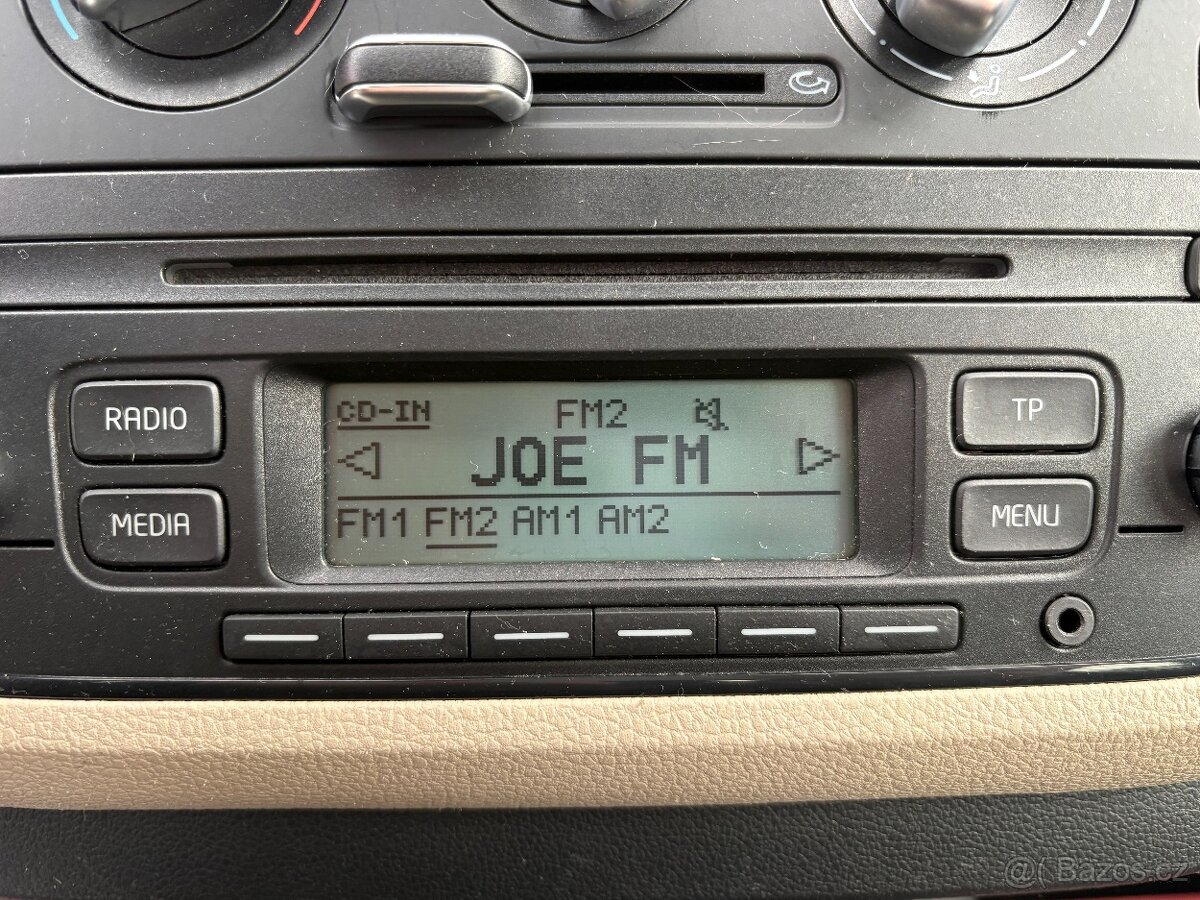 RADIO
MEDIA
CD-IN FM2
JOE FM
FM1 FM2 AM1 AM2
TP
MENU
@( Bazos.cz